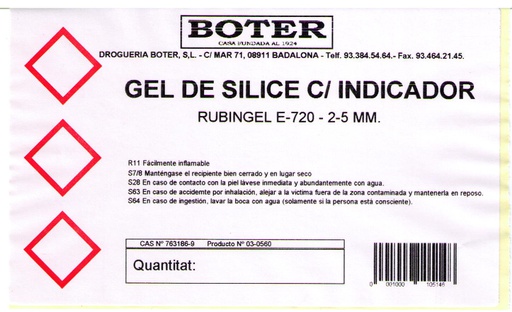 BOTER
CASA FUNDADA AL 1924
DROGUERIA BOTER, S.L. - C/ MAR 71, 08911 BADALONA - Telf. 93.384.54.64.- Fax. 93.464.21.45.
GEL DE SILICE C/ INDICADOR
RUBINGEL E-720 - 2-5 MM.
R11 Fácilmente inflamable
S7/8 Manténgase el recipiente bien cerrado y en lugar seco
S28 En caso de contacto con la piel lávese inmediata y abundantemente con agua.
S63 En caso de accidente por inhalación, alejar a la víctima fuera de la zona contaminada y mantenerla en reposo.
S64 En caso de ingestión, lavar la boca con agua (solamente si la persona está consciente).
CAS Nº 763186-9 Producto Nº 03-0560
Quantitat:
0 001000 105146